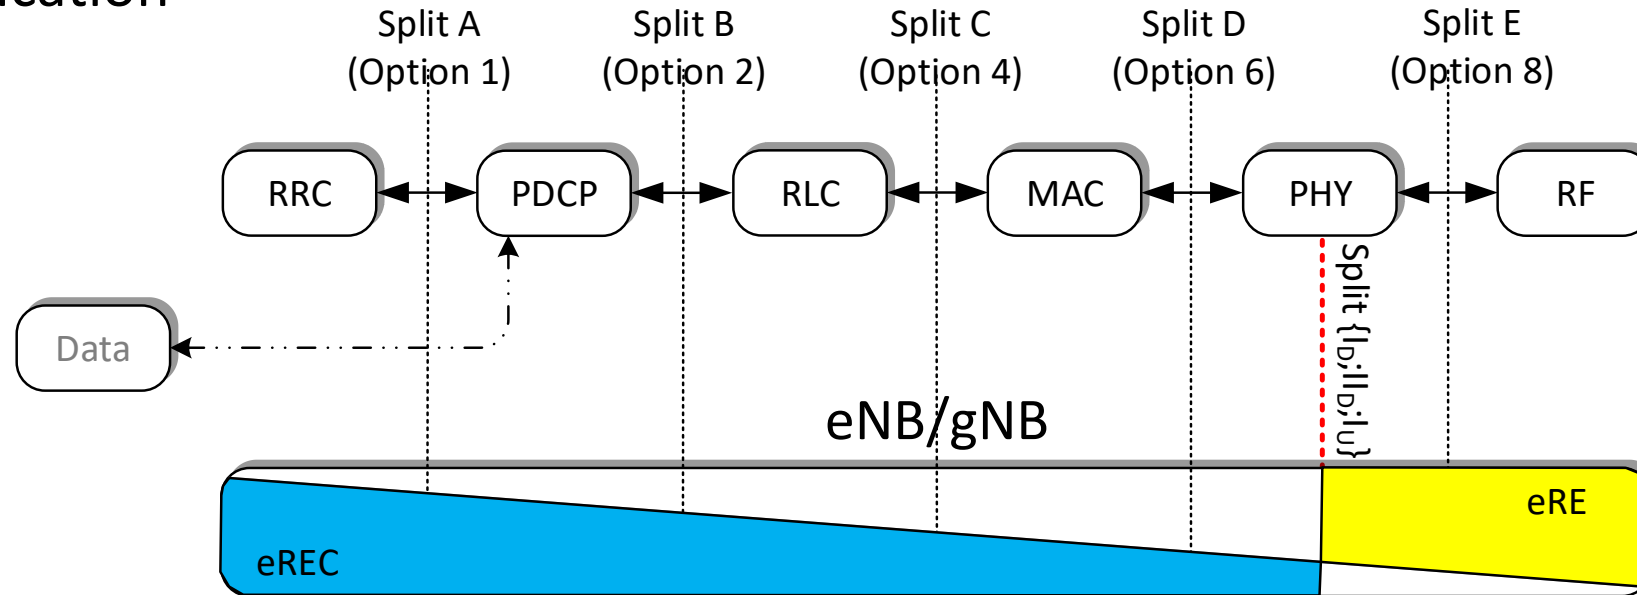 Split A
(Option 1)
Split B
(Option 2)
Split C
(Option 4)
Split D
(Option 6)
Split E
(Option 8)
RRC
PDCP
RLC
MAC
PHY
RF
Split {I_D;II_D;I_U}
Data
eNB/gNB
eRE
eREC